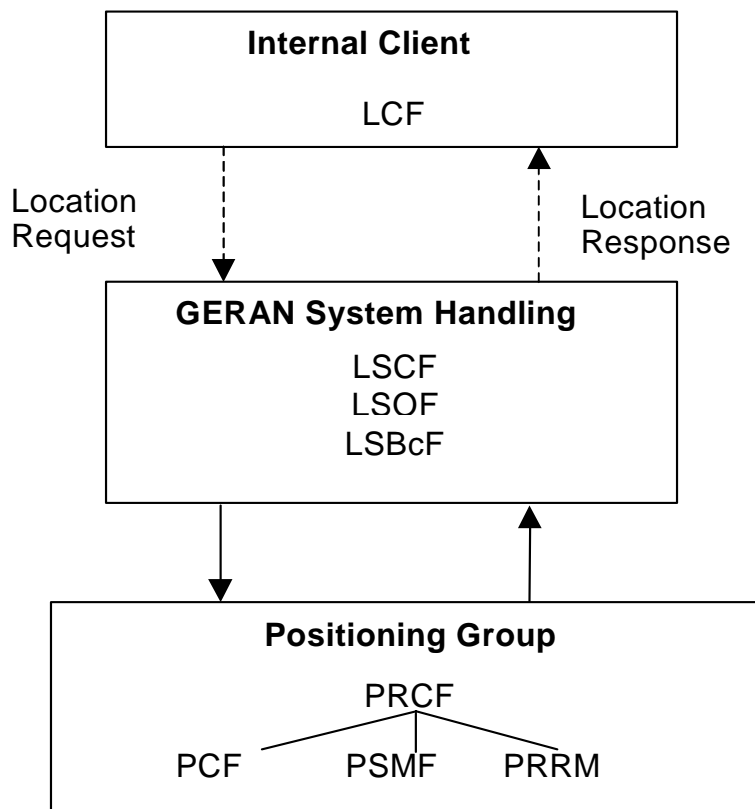 Internal Client
LCF
Location
Request
Location
Response
GERAN System Handling
LSCF
LSOF
LSBcF
Positioning Group
PRCF
PCF PSMF PRRM